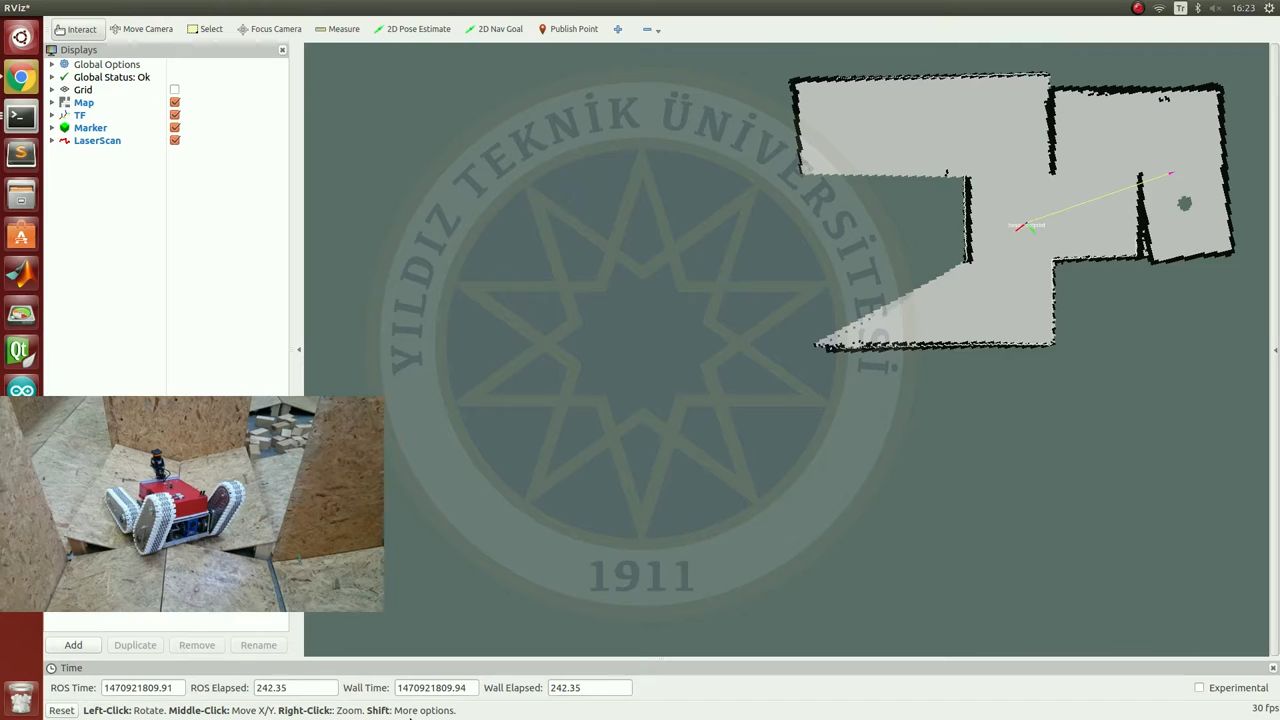 RViz*
Tr
16:23
Interact
Move Camera
Select
Focus Camera
Measure
2D Pose Estimate
2D Nav Goal
Publish Point
Displays
Global Options
Global Status: Ok
Grid
Map
TF
Marker
LaserScan
YILDIZ TEKNİK ÜNİVERSİTESİ
1911
Qt
Add
Duplicate
Remove
Rename
Time
ROS Time: 1470921809.91 ROS Elapsed: 242.35 Wall Time: 1470921809.94 Wall Elapsed: 242.35
Experimental
Reset
Left-Click: Rotate. Middle-Click: Move X/Y. Right-Click:: Zoom. Shift: More options.
30 fps